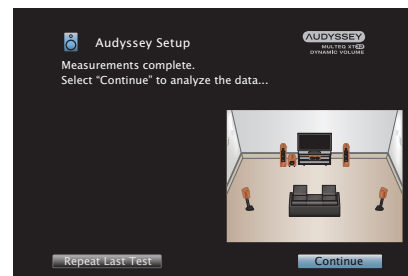 Audyssey Setup
AUDYSSEY
MULTEQ XT32
DYNAMIC VOLUME
Measurements complete.
Select “Continue” to analyze the data...
Repeat Last Test
Continue